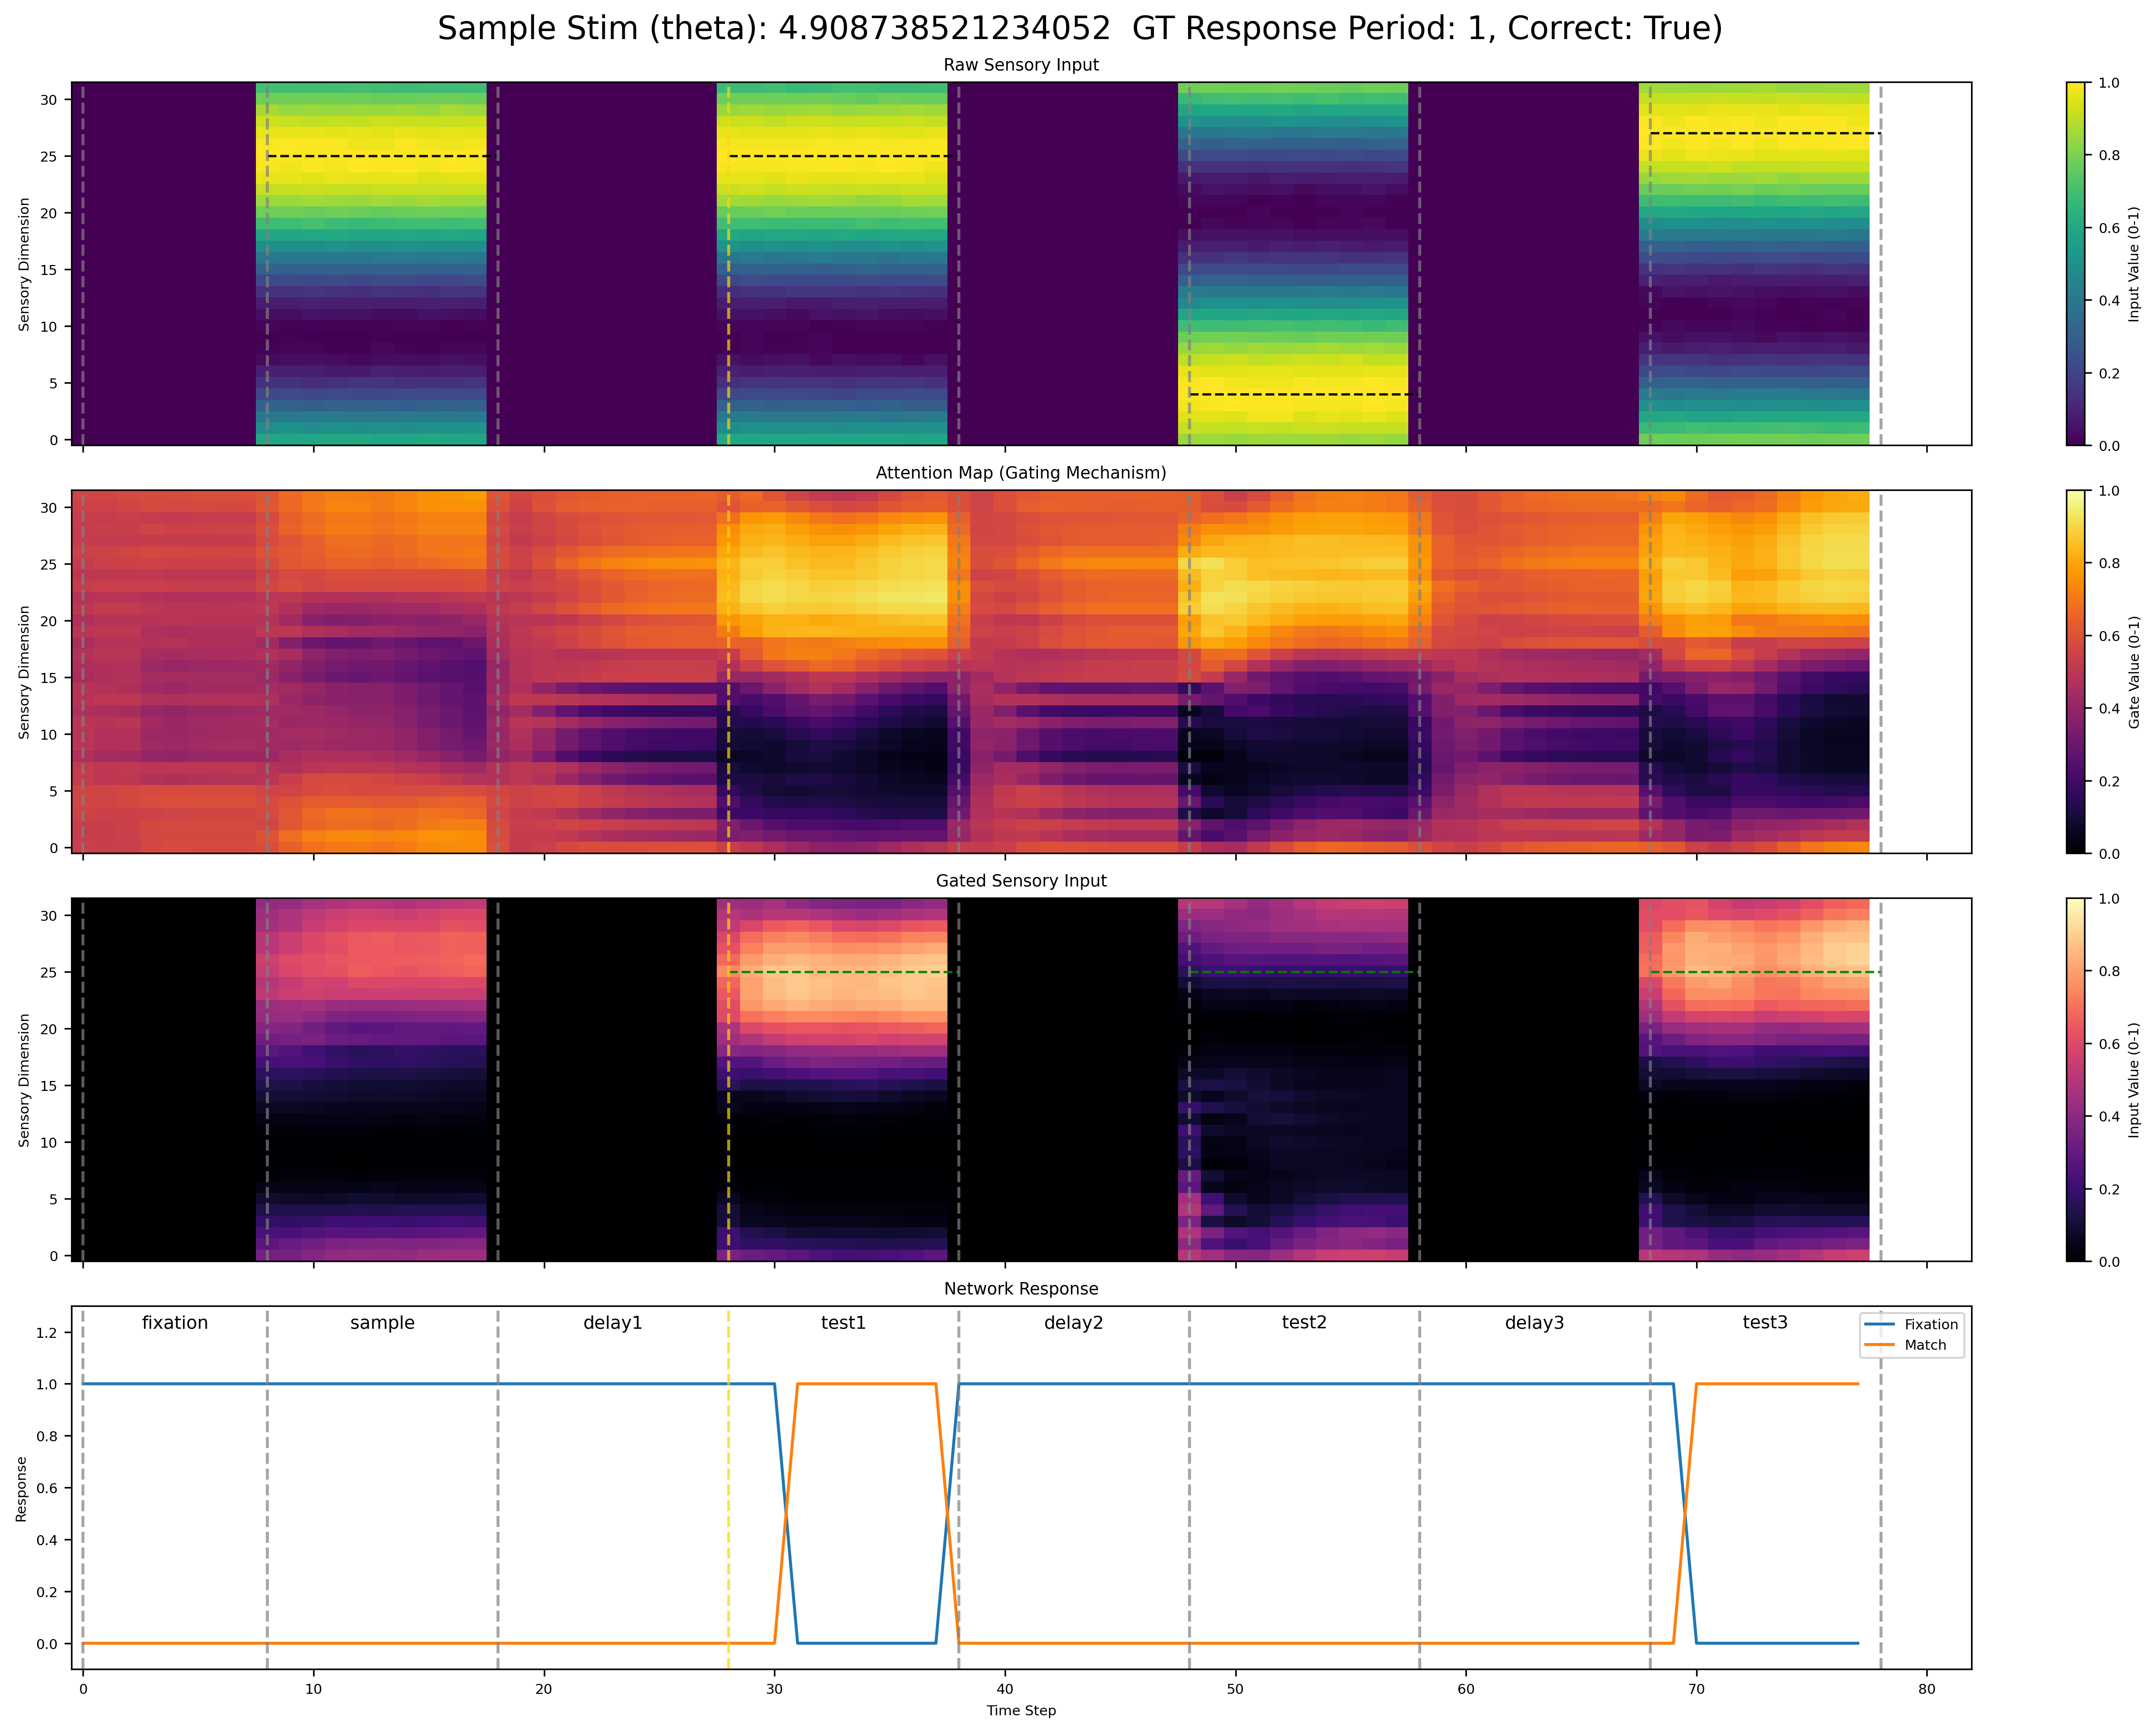 Sample Stim (theta): 4.908738521234052  GT Response Period: 1, Correct: True)
Raw Sensory Input
Sensory Dimension
30
25
20
15
10
5
0
1.0
0.8
0.6
0.4
0.2
0.0
Input Value (0-1)
Attention Map (Gating Mechanism)
Sensory Dimension
30
25
20
15
10
5
0
1.0
0.8
0.6
0.4
0.2
0.0
Gate Value (0-1)
Gated Sensory Input
Sensory Dimension
30
25
20
15
10
5
0
1.0
0.8
0.6
0.4
0.2
0.0
Input Value (0-1)
Network Response
fixation sample delay1 test1 delay2 test2 delay3 test3
Fixation
Match
Response
1.2
1.0
0.8
0.6
0.4
0.2
0.0
0 10 20 30 40 50 60 70 80
Time Step